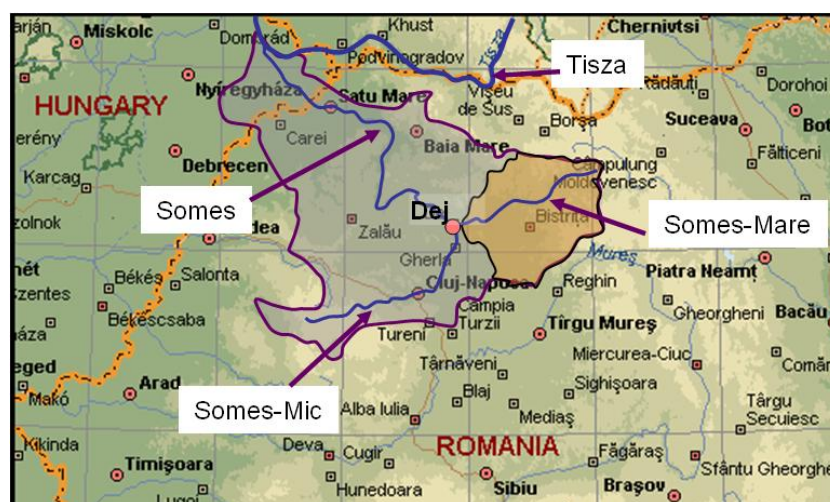 Miskolc
Khust
Chernivtsi
Tisza
Podvinogradov
Tisza
Dorohoi
Nyíregyháza
Satu Mare
Vişeu
de Sus
Rădăuţi
HUNGARY
Carei
Borşa
Suceava
Baia Mare
Debrecen
Fălticeni
Câmpulung
Moldovenesc
Karcag
Somes
Dej
Bistriţa
Somes-Mare
Zalău
Gherla
Mureş
Piatra Neamţ
Békés
Salonta
Cluj-Napoca
Reghin
Szentes
Gheorgheni
Bacău
Békéscsaba
Câmpia
Turzii
Tureni
Tîrgu Mureş
Miercurea-Ciuc
Târnăveni
Arad
Somes-Mic
Blaj
Sighişoara
Makó
Alba Iulia
Mediaş
Târgu
Secuiesc
Kikinda
Deva
Cugir
ROMANIA
Făgăraş
Sfântu Gheorghe
Timişoara
Hunedoara
Sibiu
Braşov